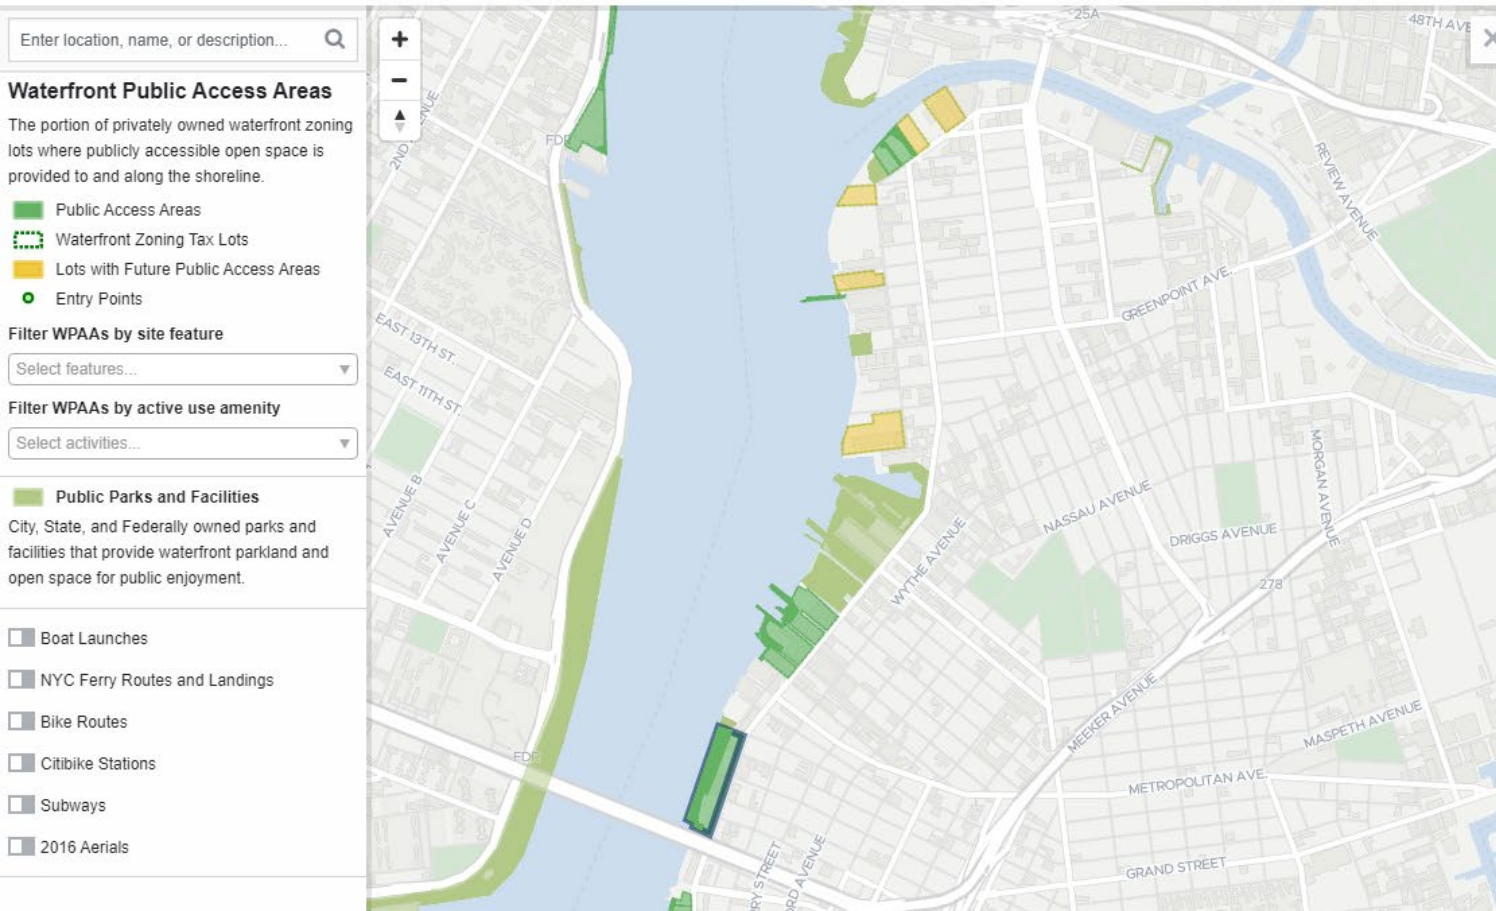 Enter location, name, or description...
Waterfront Public Access Areas
The portion of privately owned waterfront zoning
lots where publicly accessible open space is
provided to and along the shoreline.
Public Access Areas
Waterfront Zoning Tax Lots
Lots with Future Public Access Areas
Entry Points
Filter WPAAs by site feature
Select features...
Filter WPAAs by active use amenity
Select activities...
Public Parks and Facilities
City, State, and Federally owned parks and
facilities that provide waterfront parkland and
open space for public enjoyment.
Boat Launches
NYC Ferry Routes and Landings
Bike Routes
Citibike Stations
Subways
2016 Aerials
+
−
25A
48TH AVE
FDR
REVIEW AVENUE
GREENPOINT AVE.
EAST 13TH ST.
EAST 11TH ST.
AVENUE B
AVENUE C
AVENUE D
MORGAN AVENUE
NASSAU AVENUE
DRIGGS AVENUE
WYTHE AVENUE
278
MEEKER AVENUE
MASPETH AVENUE
FDR
METROPOLITAN AVE.
GRAND STREET